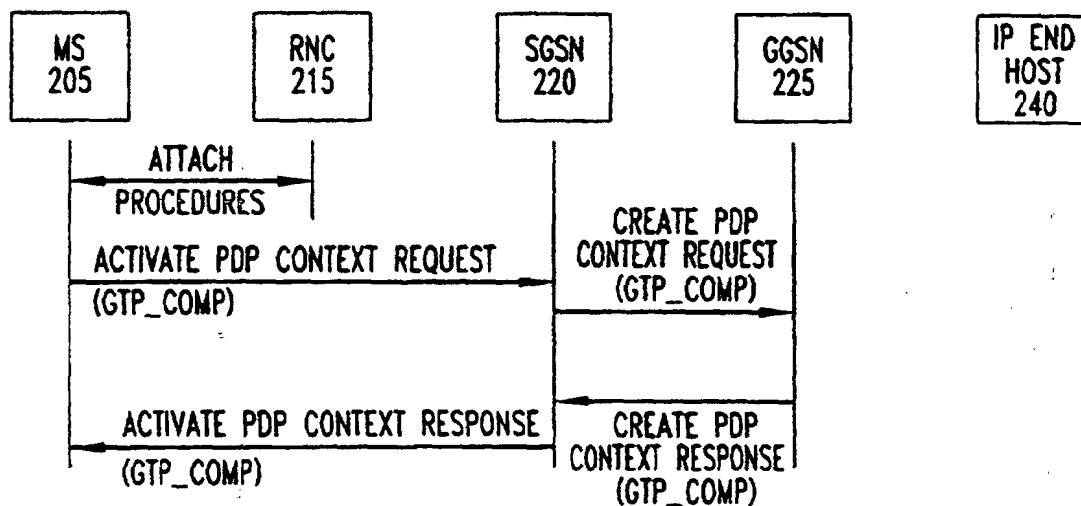 MS
205
RNC
215
SGSN
220
GGSN
225
IP END
HOST
240
ATTACH
PROCEDURES
ACTIVATE PDP CONTEXT REQUEST
(GTP_COMP)
CREATE PDP
CONTEXT REQUEST
(GTP_COMP)
ACTIVATE PDP CONTEXT RESPONSE
(GTP_COMP)
CREATE PDP
CONTEXT RESPONSE
(GTP_COMP)